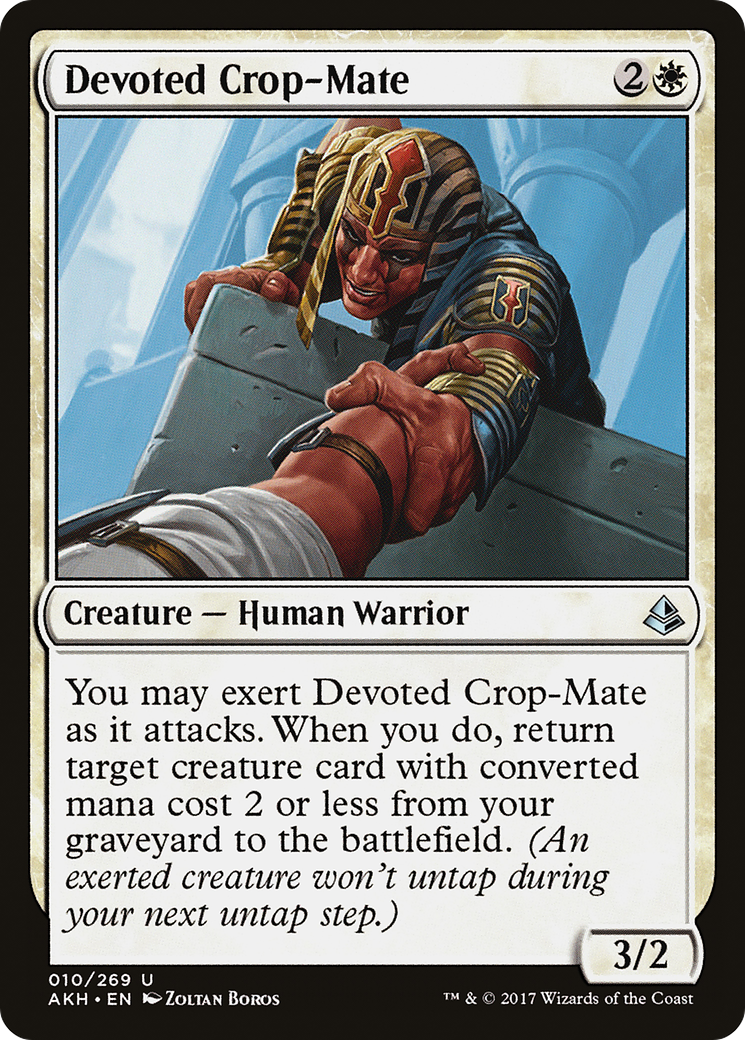 Devoted Crop-Mate 2
Creature — Human Warrior
You may exert Devoted Crop-Mate
as it attacks. When you do, return
target creature card with converted
mana cost 2 or less from your
graveyard to the battlefield. (An
exerted creature won't untap during
your next untap step.)
3/2
010/269 U
AKH • EN Zoltan Boros
™ & © 2017 Wizards of the Coast